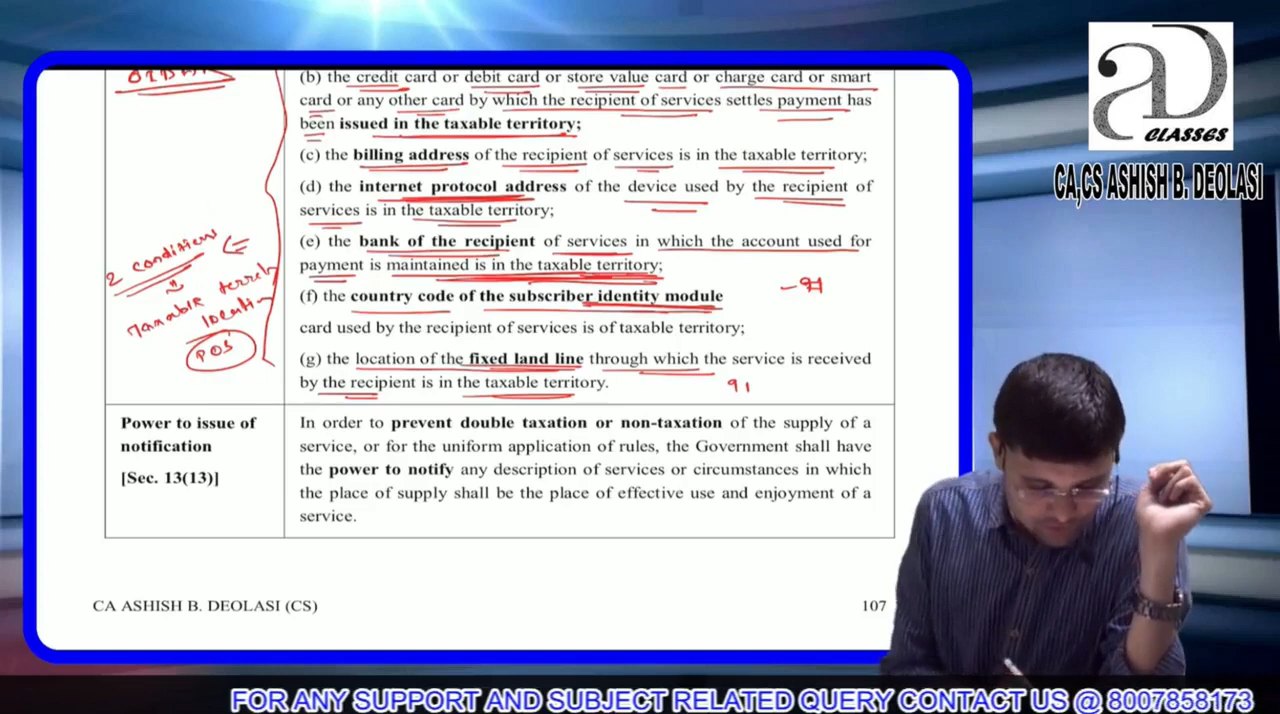 OIDAR
(b) the credit card or debit card or store value card or charge card or smart
card or any other card by which the recipient of services settles payment has
been issued in the taxable territory;
(c) the billing address of the recipient of services is in the taxable territory;
(d) the internet protocol address of the device used by the recipient of
services is in the taxable territory;
(e) the bank of the recipient of services in which the account used for
payment is maintained is in the taxable territory;
(f) the country code of the subscriber identity module
card used by the recipient of services is of taxable territory;
(g) the location of the fixed land line through which the service is received
by the recipient is in the taxable territory.
91
2 conditions
Taxable territory
location
POS
Power to issue of
notification
[Sec. 13(13)]
In order to prevent double taxation or non-taxation of the supply of a
service, or for the uniform application of rules, the Government shall have
the power to notify any description of services or circumstances in which
the place of supply shall be the place of effective use and enjoyment of a
service.
CA ASHISH B. DEOLASI (CS)
107
aD
CLASSES
CA,CS ASHISH B. DEOLASI
FOR ANY SUPPORT AND SUBJECT RELATED QUERY CONTACT US @ 8007858173